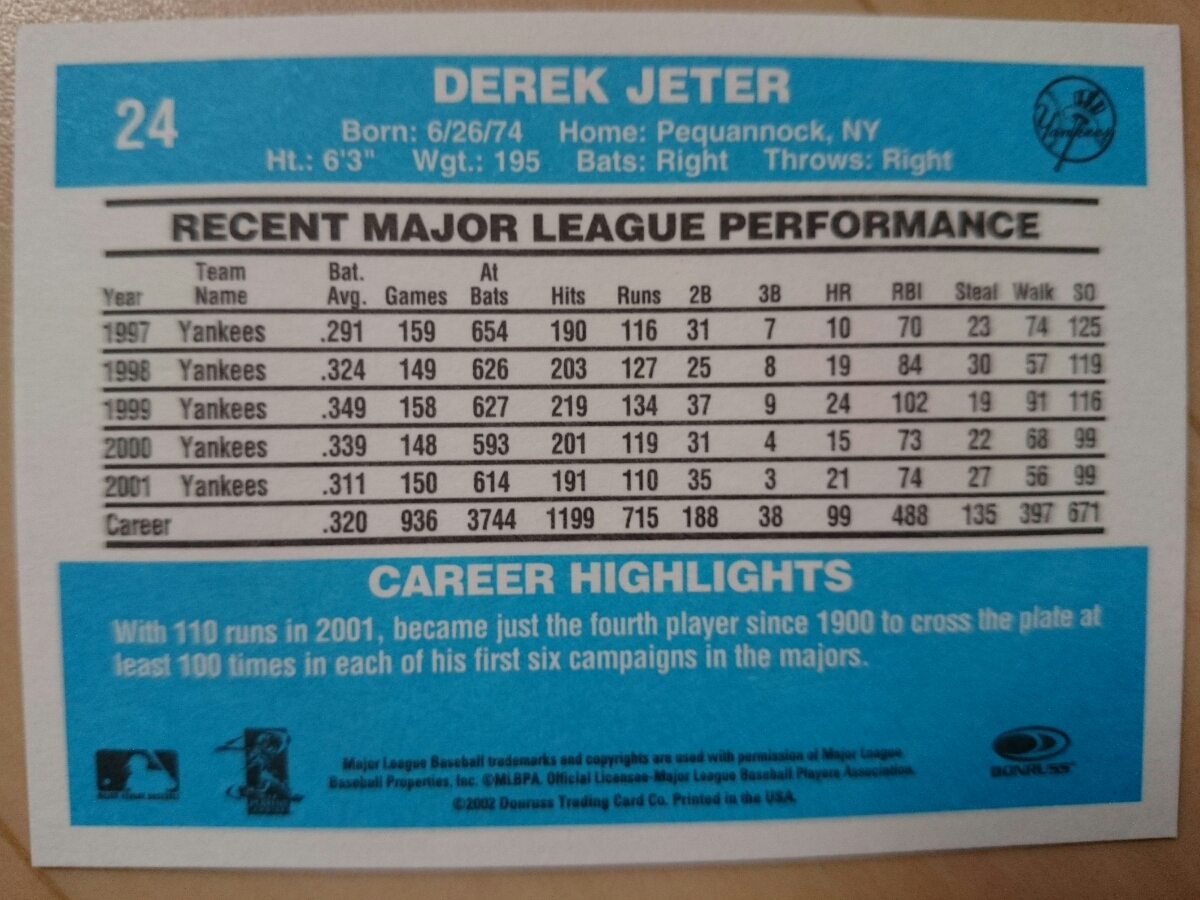 24
DEREK JETER
Yankees
Born: 6/26/74 Home: Pequannock, NY
Ht.: 6'3" Wgt.: 195 Bats: Right Throws: Right
RECENT MAJOR LEAGUE PERFORMANCE
Year Team Name Bat. Avg. Games At Bats Hits Runs 2B 3B HR RBI Steal Walk SO
1997 Yankees .291 159 654 190 116 31 7 10 70 23 74 125
1998 Yankees .324 149 626 203 127 25 8 19 84 30 57 119
1999 Yankees .349 158 627 219 134 37 9 24 102 19 91 116
2000 Yankees .339 148 593 201 119 31 4 15 73 22 68 99
2001 Yankees .311 150 614 191 110 35 3 21 74 27 56 99
Career .320 936 3744 1199 715 188 38 99 488 135 397 671
CAREER HIGHLIGHTS
With 110 runs in 2001, became just the fourth player since 1900 to cross the plate at
least 100 times in each of his first six campaigns in the majors.
Major League Baseball trademarks and copyrights are used with permission of Major League
Baseball Properties, Inc. ©MLBPA. Official Licensee-Major League Baseball Players Association.
©2002 Donruss Trading Card Co. Printed in the USA.
DONRUSS